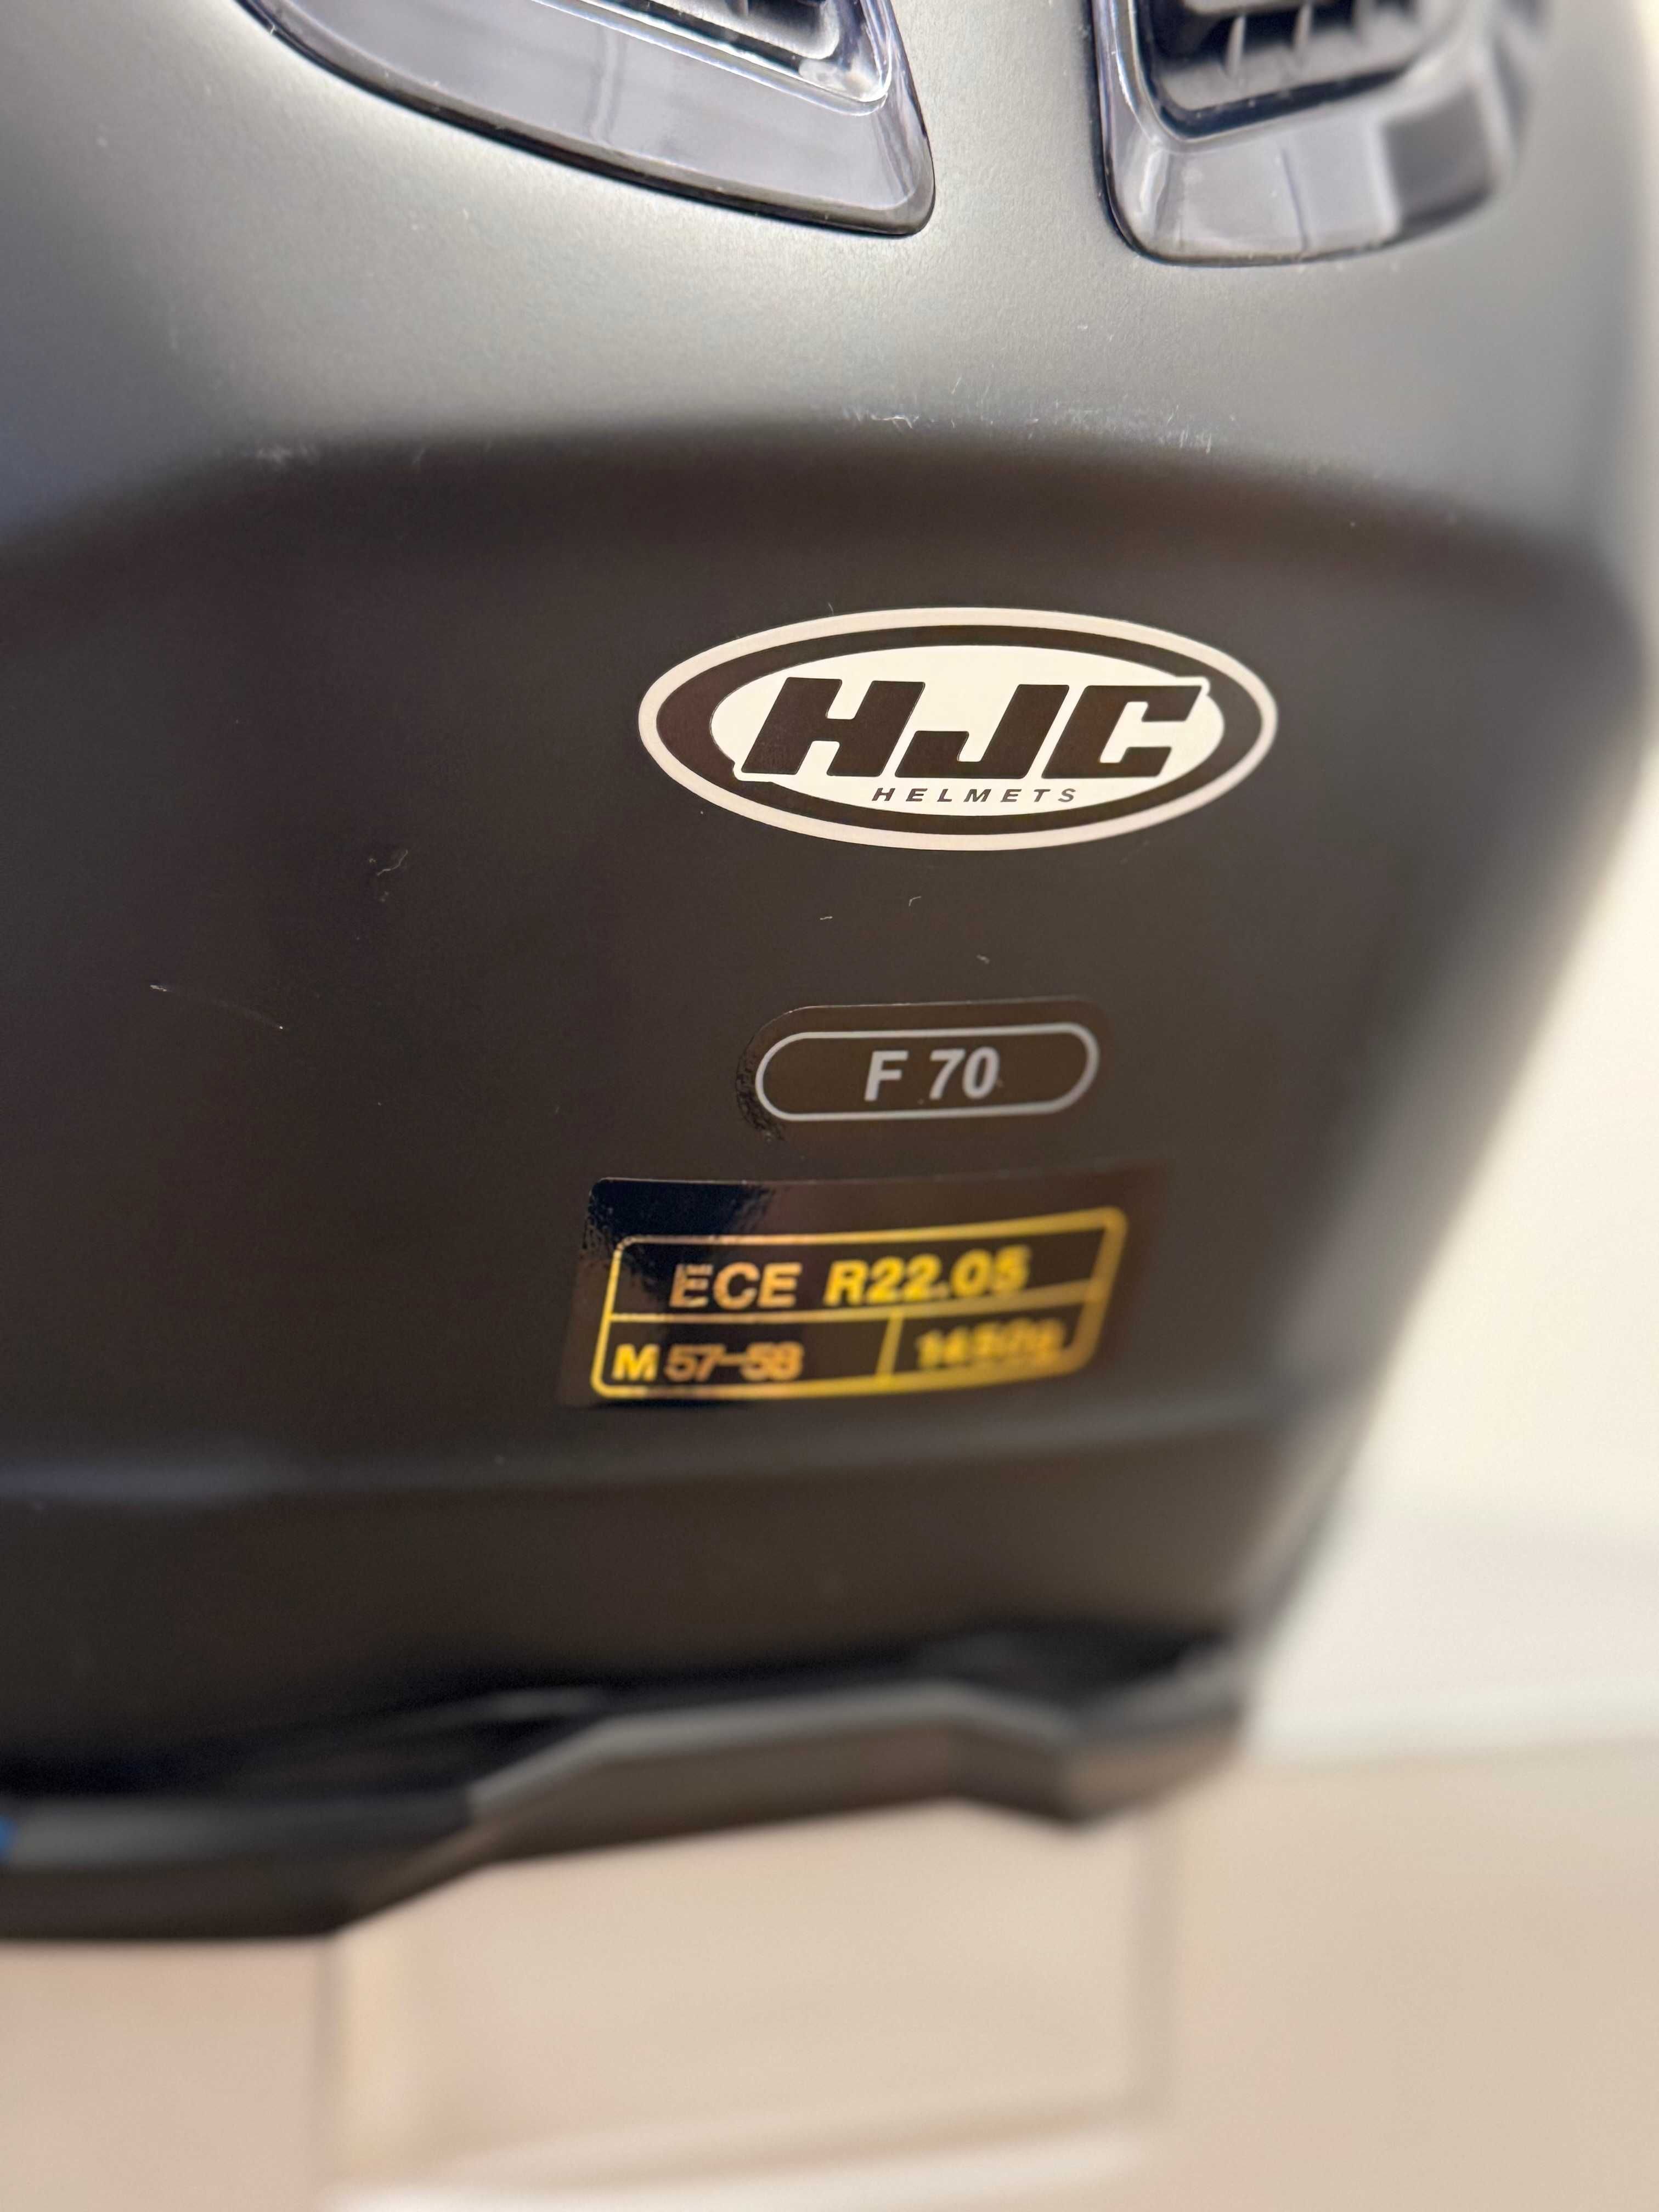 HJC
HELMETS
F 70
ECE R22.05
M 57-58